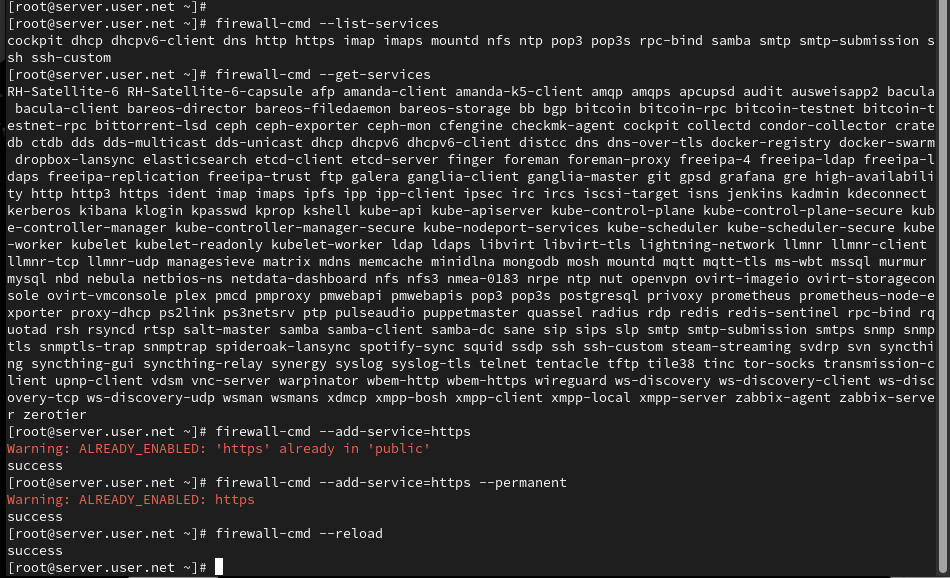 [root@server.user.net ~]#
[root@server.user.net ~]# firewall-cmd --list-services
cockpit dhcp dhcpv6-client dns http https imap imaps mountd nfs ntp pop3 pop3s rpc-bind samba smtp smtp-submission s
sh ssh-custom
[root@server.user.net ~]# firewall-cmd --get-services
RH-Satellite-6 RH-Satellite-6-capsule afp amanda-client amanda-k5-client amqp amqps apcupsd audit ausweisapp2 bacula
 bacula-client bareos-director bareos-filedaemon bareos-storage bb bgp bitcoin bitcoin-rpc bitcoin-testnet bitcoin-t
estnet-rpc bittorrent-lsd ceph ceph-exporter ceph-mon cfengine checkmk-agent cockpit collectd condor-collector crate
db ctdb dds dds-multicast dds-unicast dhcp dhcpv6 dhcpv6-client distcc dns dns-over-tls docker-registry docker-swarm
 dropbox-lansync elasticsearch etcd-client etcd-server finger foreman foreman-proxy freeipa-4 freeipa-ldap freeipa-l
daps freeipa-replication freeipa-trust ftp galera ganglia-client ganglia-master git gpsd grafana gre high-availabili
ty http http3 https ident imap imaps ipfs ipp ipp-client ipsec irc ircs iscsi-target isns jenkins kadmin kdeconnect
kerberos kibana klogin kpasswd kprop kshell kube-api kube-apiserver kube-control-plane kube-control-plane-secure kub
e-controller-manager kube-controller-manager-secure kube-nodeport-services kube-scheduler kube-scheduler-secure kube
-worker kubelet kubelet-readonly kubelet-worker ldap ldaps libvirt libvirt-tls lightning-network llmnr llmnr-client
llmnr-tcp llmnr-udp managesieve matrix mdns memcache minidlna mongodb mosh mountd mqtt mqtt-tls ms-wbt mssql murmur
mysql nbd nebula netbios-ns netdata-dashboard nfs nfs3 nmea-0183 nrpe ntp nut openvpn ovirt-imageio ovirt-storagecon
sole ovirt-vmconsole plex pmcd pmproxy pmwebapi pmwebapis pop3 pop3s postgresql privoxy prometheus prometheus-node-e
xporter proxy-dhcp ps2link ps3netsrv ptp pulseaudio puppetmaster quassel radius rdp redis redis-sentinel rpc-bind rq
uotad rsh rsyncd rtsp salt-master samba samba-client samba-dc sane sip sips slp smtp smtp-submission smtps snmp snmp
tls snmptls-trap snmptrap spideroak-lansync spotify-sync squid ssdp ssh ssh-custom steam-streaming svdrp svn syncthi
ng syncthing-gui syncthing-relay synergy syslog syslog-tls telnet tentacle tftp tile38 tinc tor-socks transmission-c
lient upnp-client vdsm vnc-server warpinator wbem-http wbem-https wireguard ws-discovery ws-discovery-client ws-disc
overy-tcp ws-discovery-udp wsman wsmans xdmcp xmpp-bosh xmpp-client xmpp-local xmpp-server zabbix-agent zabbix-serve
r zerotier
[root@server.user.net ~]# firewall-cmd --add-service=https
Warning: ALREADY_ENABLED: 'https' already in 'public'
success
[root@server.user.net ~]# firewall-cmd --add-service=https --permanent
Warning: ALREADY_ENABLED: https
success
[root@server.user.net ~]# firewall-cmd --reload
success
[root@server.user.net ~]#